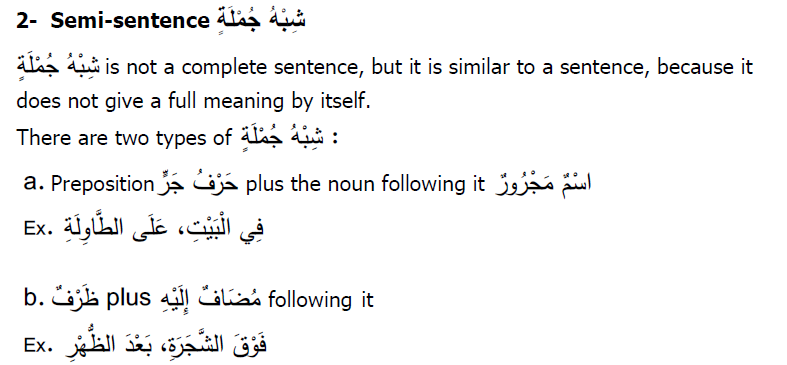 2- Semi-sentence شِبْهُ جُمْلَةٍ
شِبْهُ جُمْلَةٍ is not a complete sentence, but it is similar to a sentence, because it
does not give a full meaning by itself.
There are two types of شِبْهُ جُمْلَةٍ :
a. Preposition حَرْفُ جَرٍّ plus the noun following it اسْمٌ مَجْرُورٌ
Ex. فِي الْبَيْتِ، عَلَى الطَّاوِلَةِ
b. ظَرْفٌ plus مُضَافٌ إِلَيْهِ following it
Ex. فَوْقَ الشَّجَرَةِ، بَعْدَ الظُّهْرِ